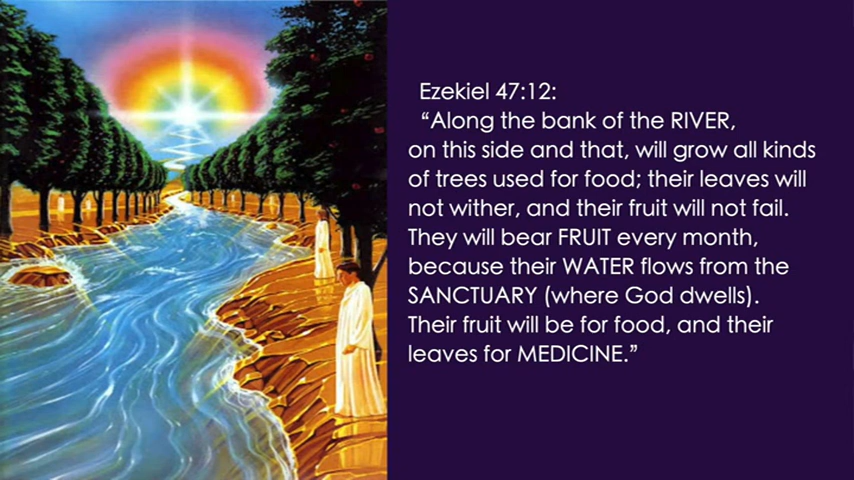 Ezekiel 47:12:
“Along the bank of the RIVER,
on this side and that, will grow all kinds
of trees used for food; their leaves will
not wither, and their fruit will not fail.
They will bear FRUIT every month,
because their WATER flows from the
SANCTUARY (where God dwells).
Their fruit will be for food, and their
leaves for MEDICINE.”